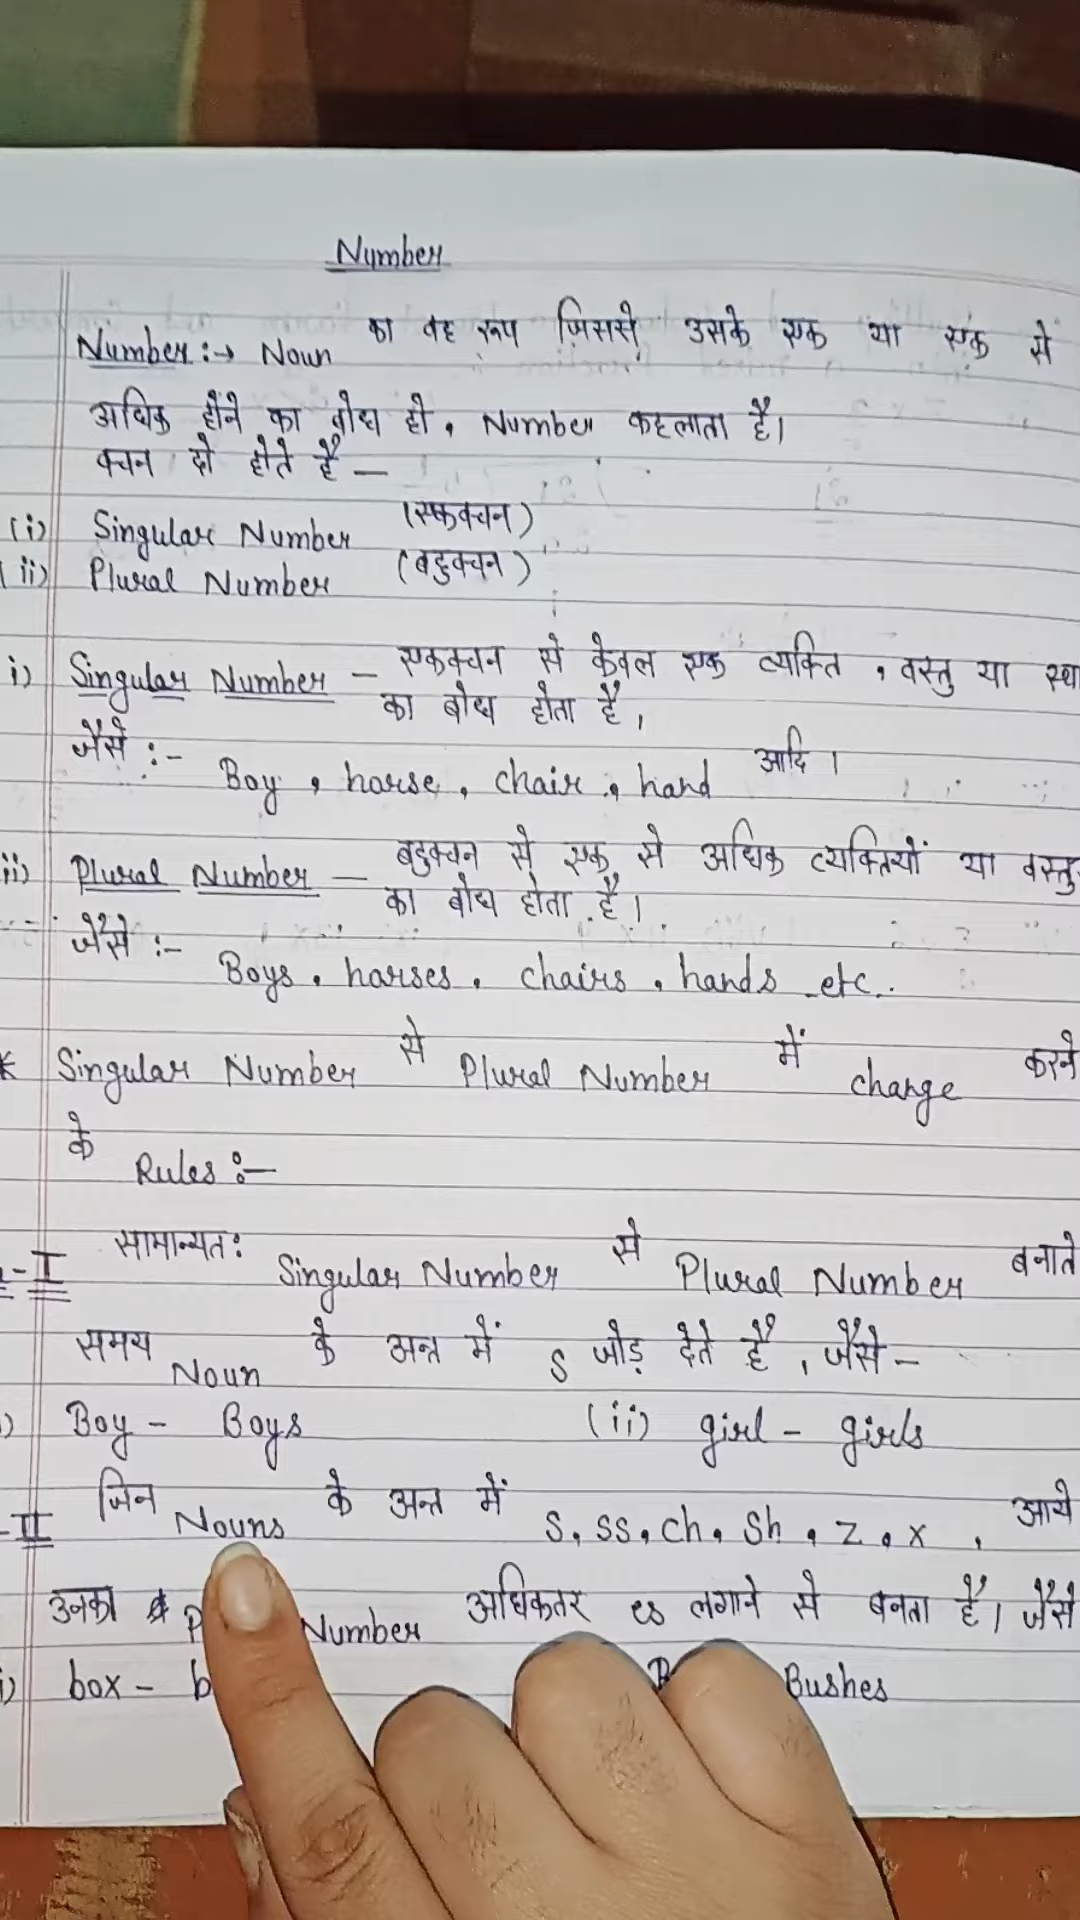 Number
Number :→ Noun का वह रूप जिससे उसके एक या एक से
अधिक होने का बोध हो, Number कहलाता है।
वचन दो होते हैं —
(i) Singular Number (एकवचन)
(ii) Plural Number (बहुवचन)
i) Singular Number — एकवचन से केवल एक व्यक्ति, वस्तु या स्था
का बोध होता है,
जैसे :- Boy, horse, chair, hand आदि।
ii) Plural Number — बहुवचन से एक से अधिक व्यक्तियों या वस्तु
का बोध होता है।
जैसे :- Boys, horses, chairs, hands etc.
* Singular Number से Plural Number में change करने
के Rules :—
-I सामान्यत: Singular Number से Plural Number बनाते
समय Noun के अन्त में s जोड़ देते हैं, जैसे -
) Boy - Boys (ii) girl - girls
-II जिन Nouns के अन्त में s, ss, ch, sh, z, x, आये
उनका Number अधिकतर es लगाने से बनता है। जैसे
i) box - b Bushes